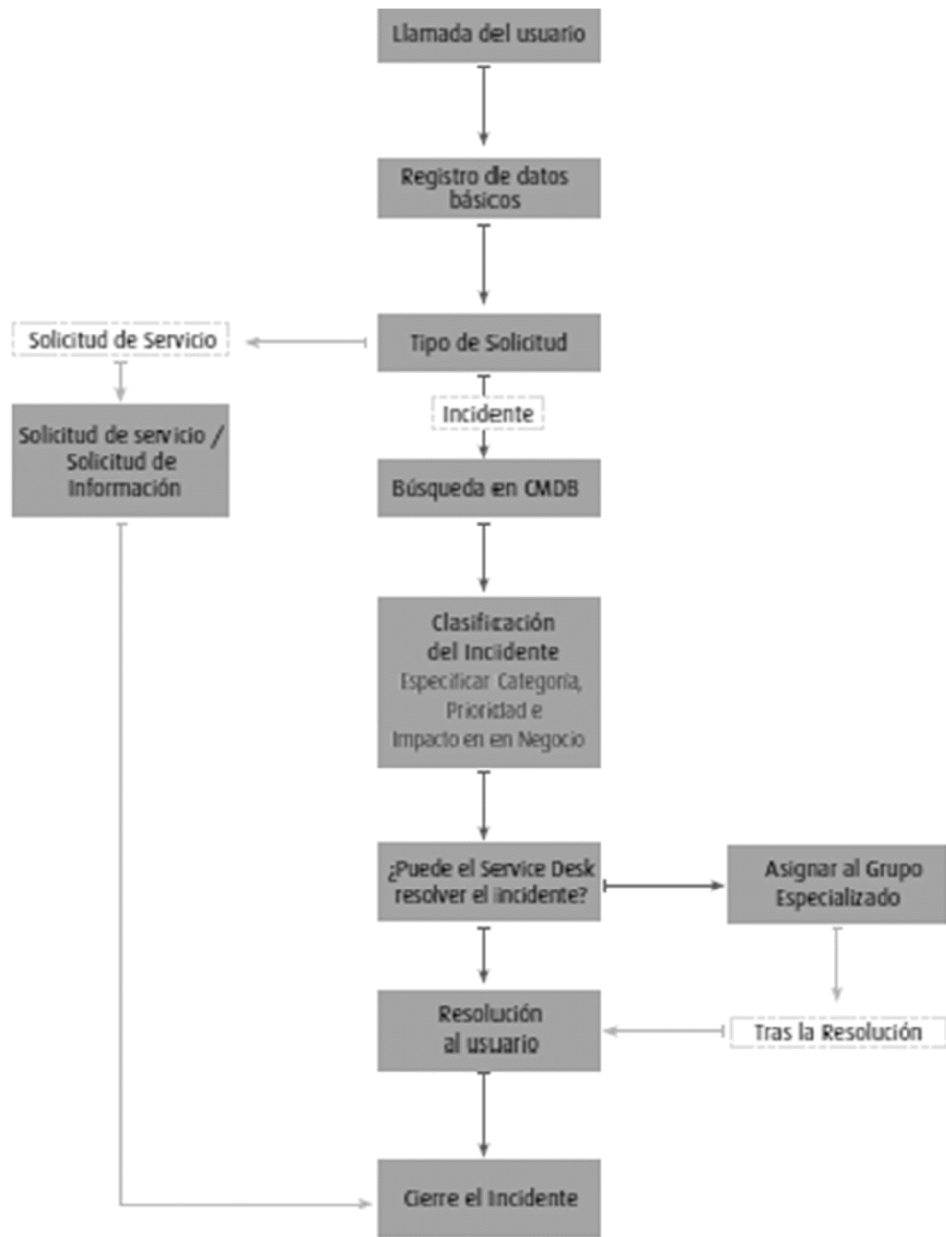 Llamada del usuario
Registro de datos
básicos
Solicitud de Servicio
Tipo de Solicitud
Incidente
Solicitud de servicio /
Solicitud de
Información
Búsqueda en CMDB
Clasificación
del Incidente
Especificar Categoría,
Prioridad e
Impacto en en Negocio
¿Puede el Service Desk
resolver el incidente?
Asignar al Grupo
Especializado
Resolución
al usuario
Tras la Resolución
Cierre el Incidente